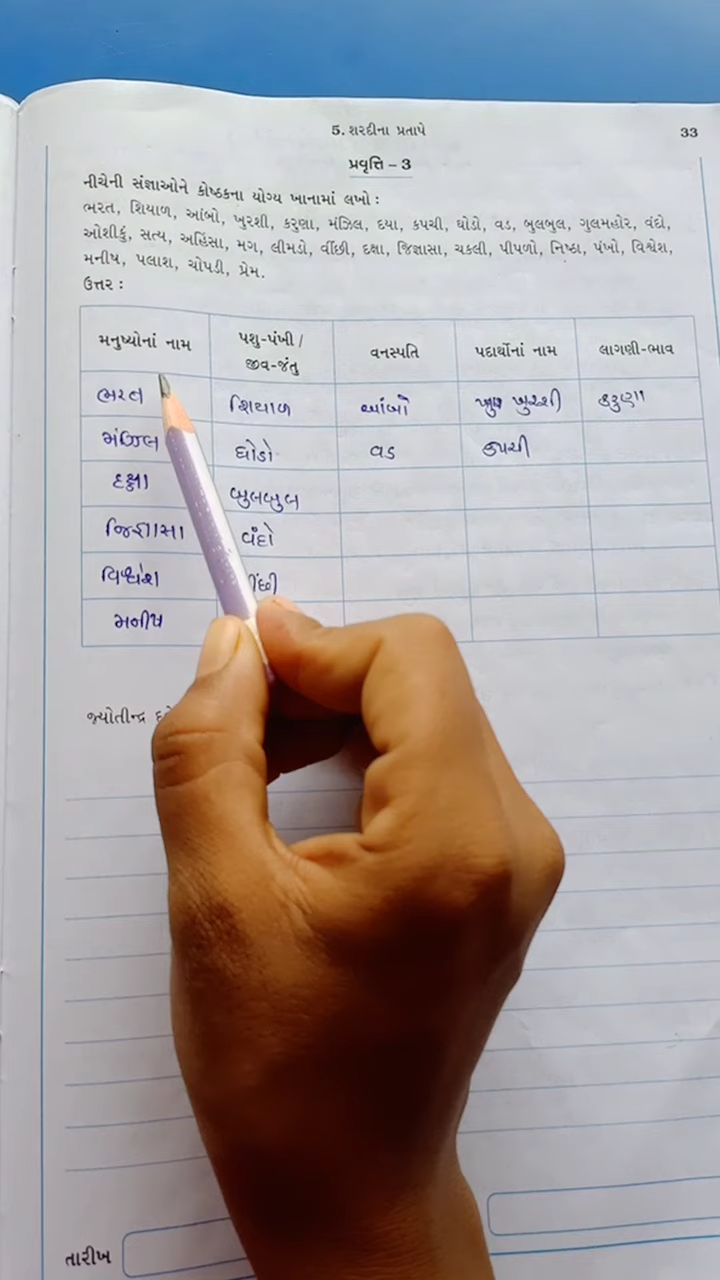 5. શરદીના પ્રતાપે 33
પ્રવૃત્તિ – 3
નીચેની સંજ્ઞાઓને કોષ્ઠકના યોગ્ય ખાનામાં લખો :
ભરત, શિયાળ, આંબો, ખુરશી, કરુણા, મંઝિલ, દયા, કપચી, ઘોડો, વડ, બુલબુલ, ગુલમહોર, વંદો,
ઓશીકું, સત્ય, અહિંસા, મગ, લીમડો, વીંછી, દક્ષા, જિજ્ઞાસા, ચકલી, પીપળો, નિષ્ઠા, પંખો, વિશ્વેશ,
મનીષ, પલાશ, ચોપડી, પ્રેમ.
ઉત્તર :
મનુષ્યોનાં નામ પશુ-પંખી / જીવ-જંતુ વનસ્પતિ પદાર્થોનાં નામ લાગણી-ભાવ
ભરત શિયાળ આંબો ખુરશી કરુણા
મંઝિલ ઘોડો વડ કપચી
દક્ષા બુલબુલ
જિજ્ઞાસા વંદો
વિશ્વેશ ીંછી
મનીષ
જ્યોતીન્દ્ર
તારીખ